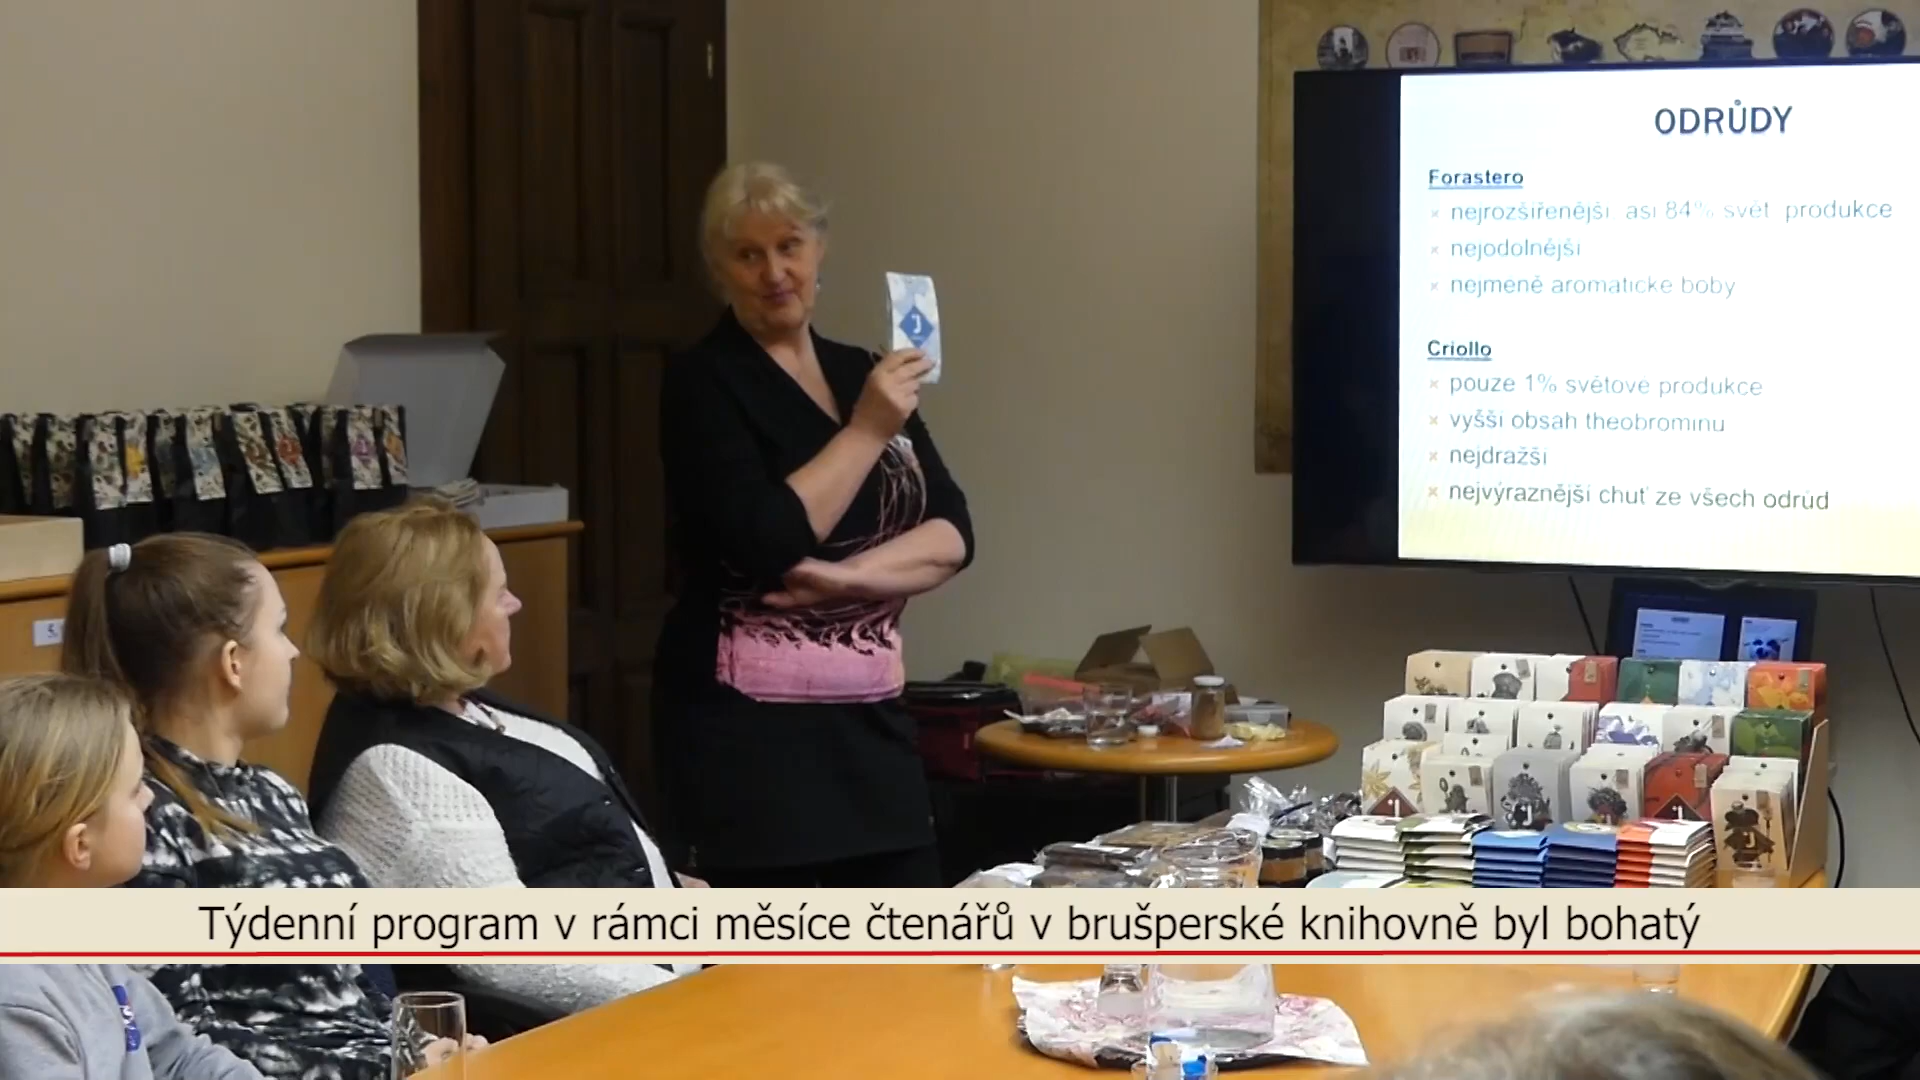 ODRŮDY
Forastero
nejrozšířenější asi 84% svět produkce
nejodolnější
nejméně aromatické boby
Criollo
pouze 1% světové produkce
vyšší obsah theobrominu
nejdražší
nejvýraznější chuť ze všech odrůd
5.
Týdenní program v rámci měsíce čtenářů v brušperské knihovně byl bohatý